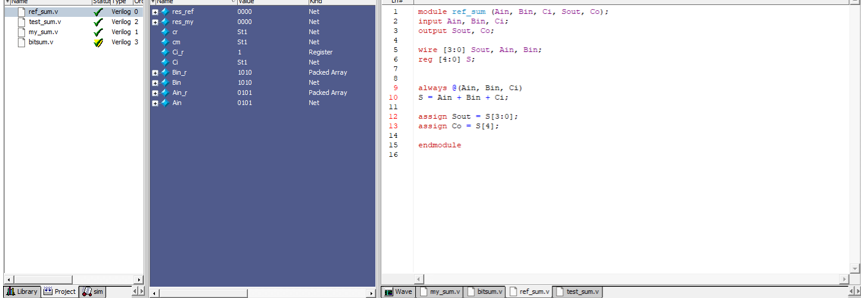 Name Status Type Ord
ref_sum.v Verilog 0
test_sum.v Verilog 2
my_sum.v Verilog 1
bitsum.v Verilog 3
Library Project sim
Name Value Kind
res_ref 0000 Net
res_my 0000 Net
cr St1 Net
cm St1 Net
Ci_r 1 Register
Ci St1 Net
Bin_r 1010 Packed Array
Bin 1010 Net
Ain_r 0101 Packed Array
Ain 0101 Net
Ln#
1 module ref_sum (Ain, Bin, Ci, Sout, Co);
2 input Ain, Bin, Ci;
3 output Sout, Co;
4
5 wire [3:0] Sout, Ain, Bin;
6 reg [4:0] S;
7
8
9 always @(Ain, Bin, Ci)
10 S = Ain + Bin + Ci;
11
12 assign Sout = S[3:0];
13 assign Co = S[4];
14
15 endmodule
16
Wave my_sum.v bitsum.v ref_sum.v test_sum.v